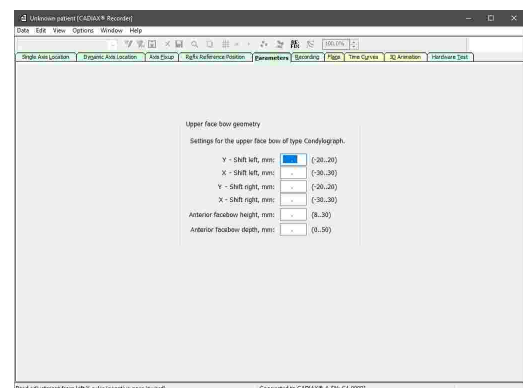 Unknown patient [CADIAX® Recorder]
Date Edit View Options Window Help
100.0%
Single Axis Location Dynamic Axis Location Axis Fixup Refix Reference Position Parameters Recording Flags Time Curves 3D Animation Hardware Test
Upper face bow geometry
Settings for the upper face bow of type Condylograph.
Y - Shift left, mm: (-20..20)
X - Shift left, mm: (-30..30)
Y - Shift right, mm: (-20..20)
X - Shift right, mm: (-30..30)
Anterior facebow height, mm: (8..30)
Anterior facebow depth, mm: (0..50)